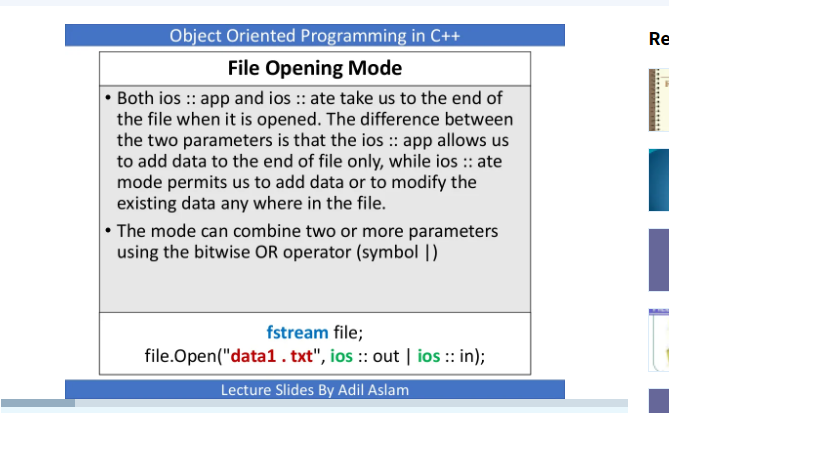 Object Oriented Programming in C++
Re
File Opening Mode
• Both ios :: app and ios :: ate take us to the end of
the file when it is opened. The difference between
the two parameters is that the ios :: app allows us
to add data to the end of file only, while ios :: ate
mode permits us to add data or to modify the
existing data any where in the file.
• The mode can combine two or more parameters
using the bitwise OR operator (symbol |)
fstream file;
file.Open("data1 . txt", ios :: out | ios :: in);
Lecture Slides By Adil Aslam